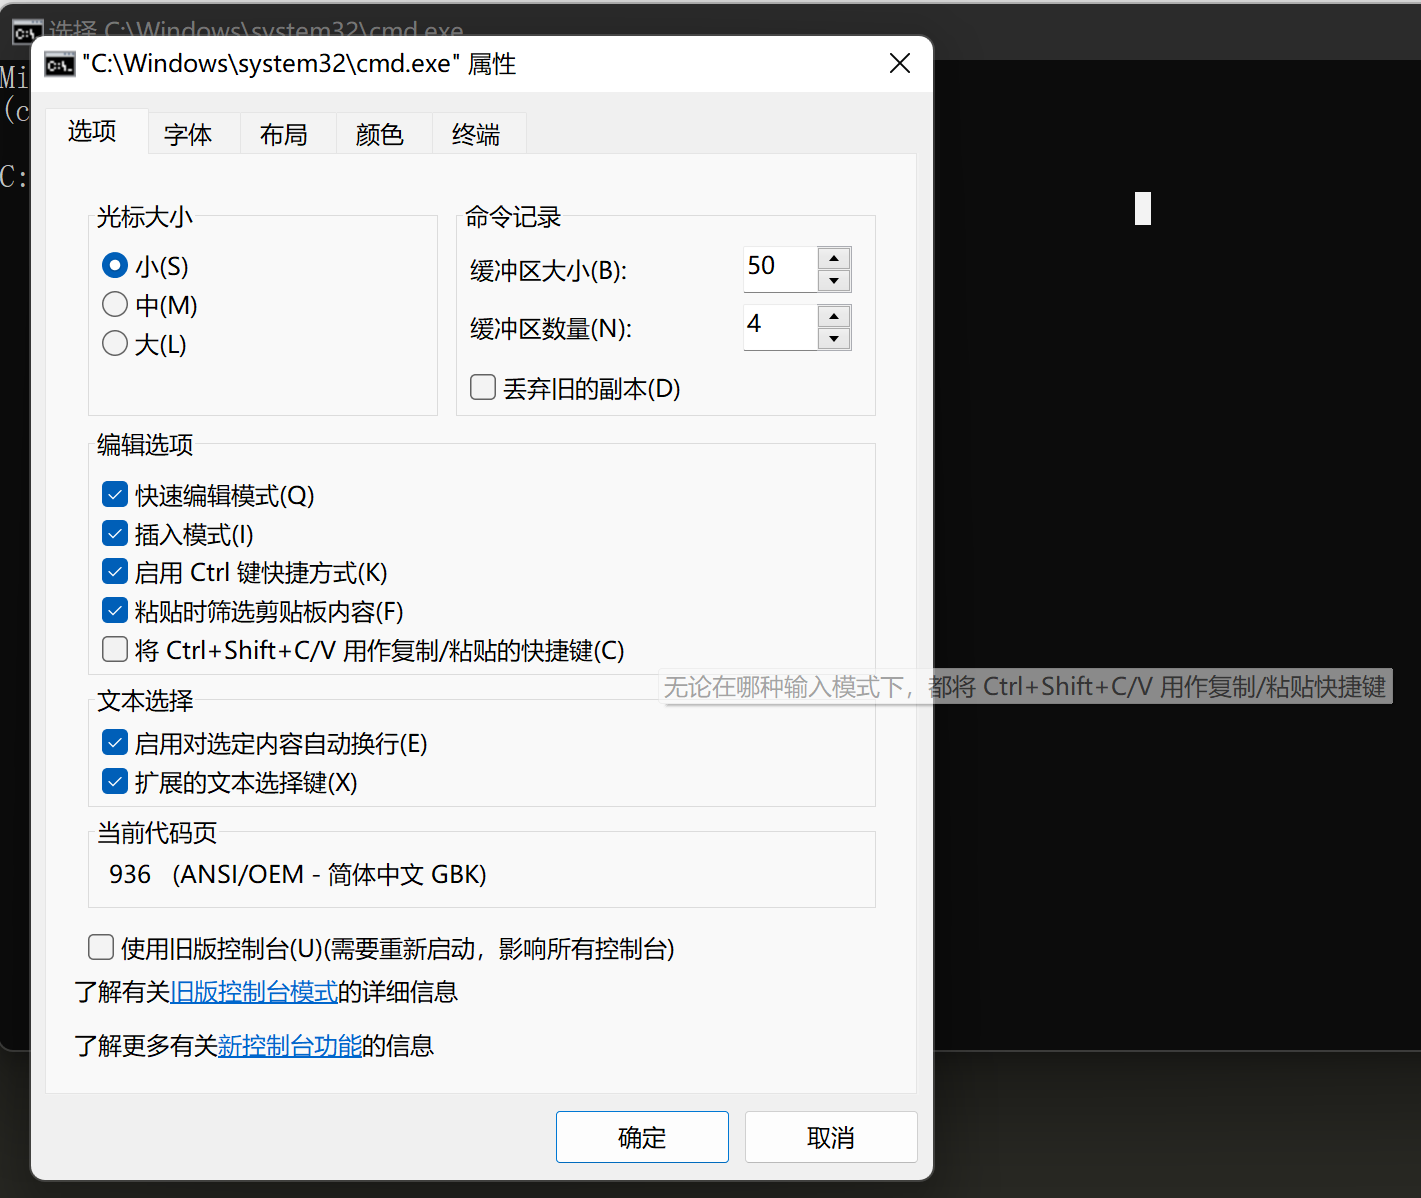 选择 C:\Windows\system32\cmd.exe
"C:\Windows\system32\cmd.exe" 属性
Mi
(c
C:
选项 字体 布局 颜色 终端
光标大小
小(S)
中(M)
大(L)
命令记录
缓冲区大小(B): 50
缓冲区数量(N): 4
丢弃旧的副本(D)
编辑选项
快速编辑模式(Q)
插入模式(I)
启用 Ctrl 键快捷方式(K)
粘贴时筛选剪贴板内容(F)
将 Ctrl+Shift+C/V 用作复制/粘贴的快捷键(C)
无论在哪种输入模式下，都将 Ctrl+Shift+C/V 用作复制/粘贴快捷键
文本选择
启用对选定内容自动换行(E)
扩展的文本选择键(X)
当前代码页
936 (ANSI/OEM - 简体中文 GBK)
使用旧版控制台(U)(需要重新启动，影响所有控制台)
了解有关旧版控制台模式的详细信息
了解更多有关新控制台功能的信息
确定 取消